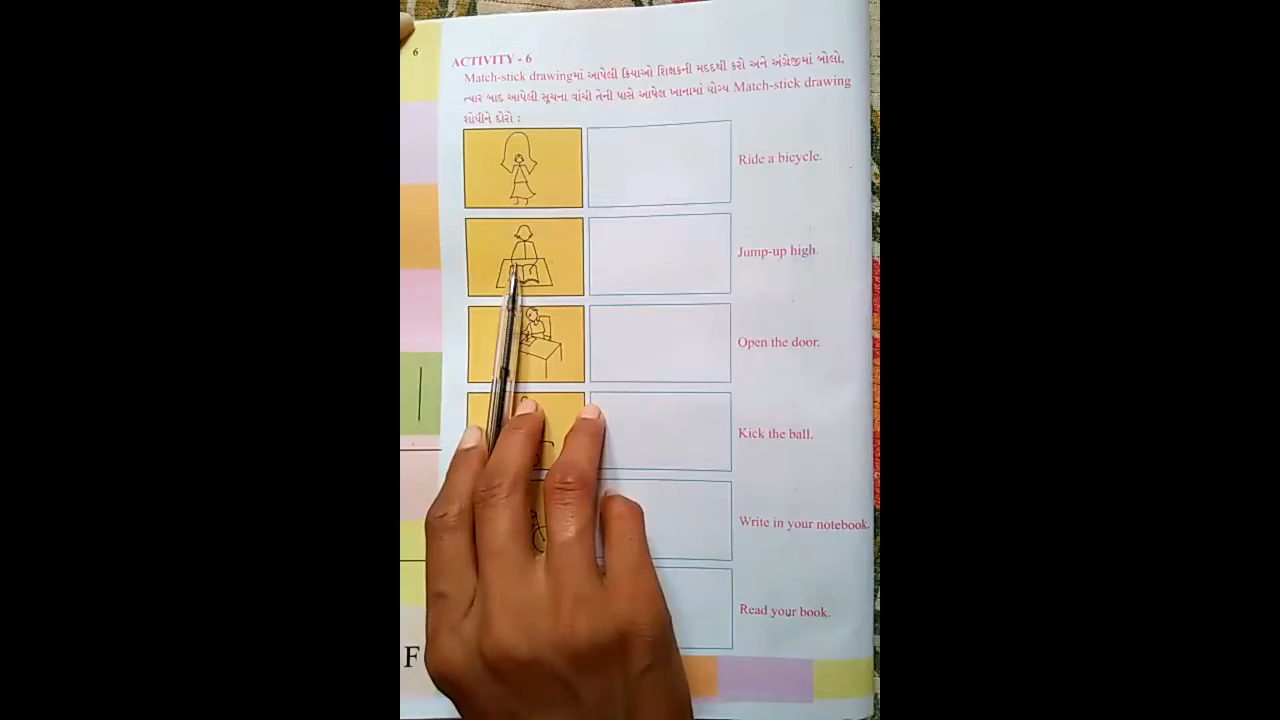 6
ACTIVITY - 6
Match-stick drawingમાં આપેલી ક્રિયાઓ શિક્ષકની મદદથી કરો અને અંગ્રેજીમાં બોલો,
ત્યાર બાદ આપેલી સૂચના વાંચી તેની પાસે આપેલ ખાનામાં યોગ્ય Match-stick drawing
શોધીને દોરો :
Ride a bicycle.
Jump-up high.
Open the door.
Kick the ball.
Write in your notebook.
Read your book.
F